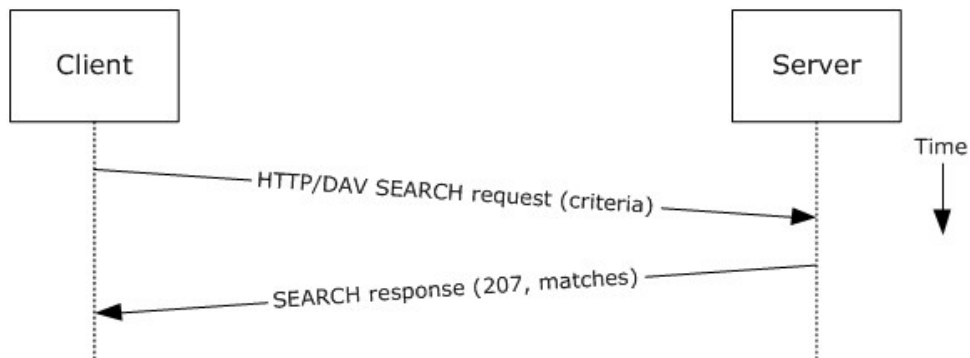 Client
Server
Time
HTTP/DAV SEARCH request (criteria)
SEARCH response (207, matches)